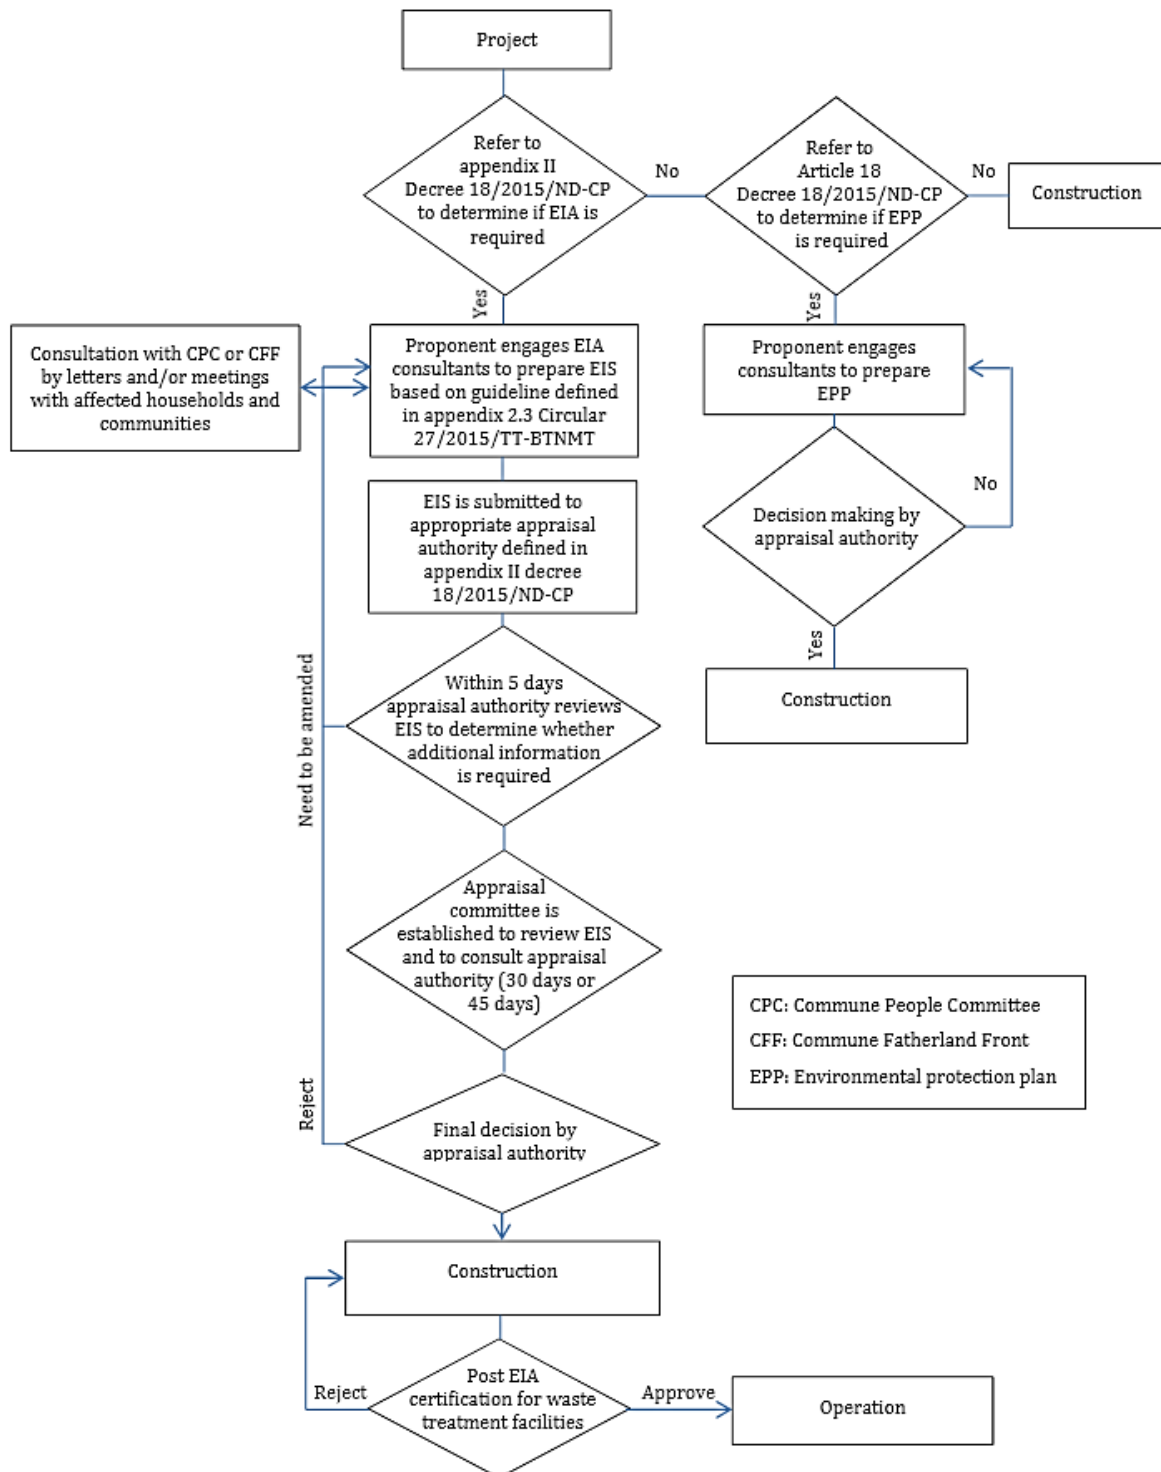 Project
Refer to
appendix II
Decree 18/2015/ND-CP
to determine if EIA is
required
No
Refer to
Article 18
Decree 18/2015/ND-CP
to determine if EPP
is required
No
Construction
Yes
Yes
Consultation with CPC or CFF
by letters and/or meetings
with affected households and
communities
Proponent engages EIA
consultants to prepare EIS
based on guideline defined
in appendix 2.3 Circular
27/2015/TT-BTNMT
Proponent engages
consultants to prepare
EPP
EIS is submitted to
appropriate appraisal
authority defined in
appendix II decree
18/2015/ND-CP
Decision making by
appraisal authority
No
Yes
Construction
Need to be amended
Within 5 days
appraisal authority reviews
EIS to determine whether
additional information
is required
Appraisal
committee is
established to review EIS
and to consult appraisal
authority (30 days or
45 days)
CPC: Commune People Committee
CFF: Commune Fatherland Front
EPP: Environmental protection plan
Reject
Final decision by
appraisal authority
Construction
Reject
Post EIA
certification for waste
treatment facilities
Approve
Operation